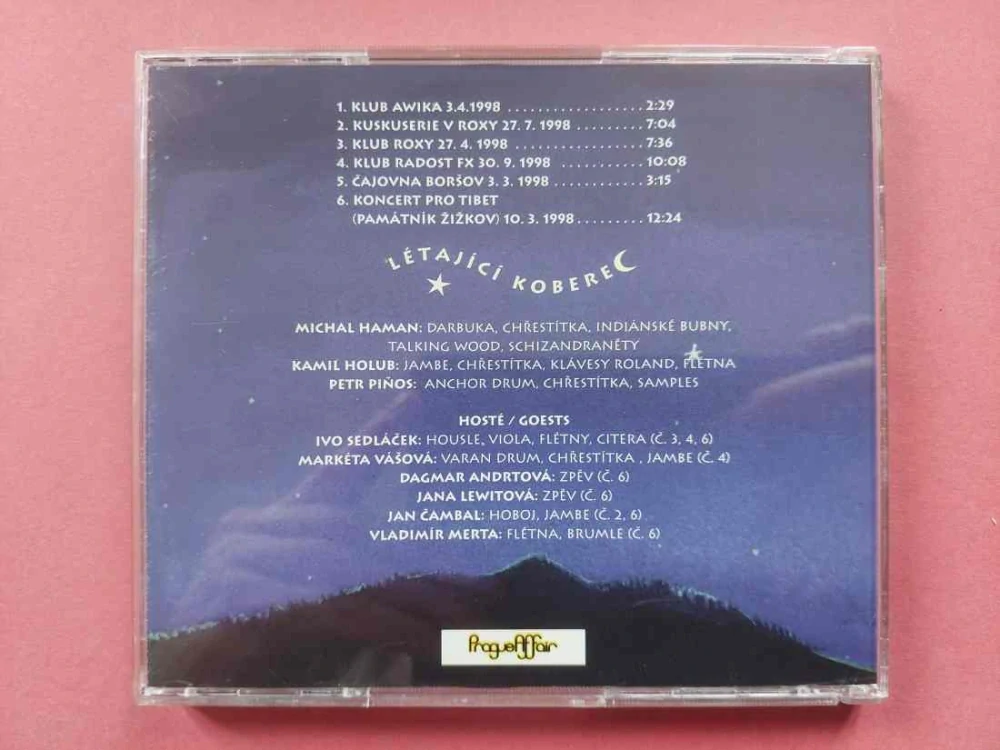 1. KLUB AWIKA 3.4.1998 .................. 2:29
2. KUSKUSERIE V ROXY 27. 7. 1998 ......... 7:04
3. KLUB ROXY 27. 4. 1998 ................. 7:36
4. KLUB RADOST FX 30. 9. 1998 ........... 10:08
5. ČAJOVNA BORŠOV 3. 3. 1998 ............ 3:15
6. KONCERT PRO TIBET
(PAMÁTNÍK ŽIŽKOV) 10. 3. 1998 ......... 12:24
LÉTAJÍCÍ KOBEREC
MICHAL HAMAN: DARBUKA, CHŘESTÍTKA, INDIÁNSKÉ BUBNY,
TALKING WOOD, SCHIZANDRANÉTY
KAMIL HOLUB: JAMBE, CHŘESTÍTKA, KLÁVESY ROLAND, FLÉTNA
PETR PIŇOS: ANCHOR DRUM, CHŘESTÍTKA, SAMPLES
HOSTÉ / GOESTS
IVO SEDLÁČEK: HOUSLE, VIOLA, FLÉTNY, CITERA (Č. 3, 4, 6)
MARKÉTA VÁŠOVÁ: VARAN DRUM, CHŘESTÍTKA , JAMBE (Č. 4)
DAGMAR ANDRTOVÁ: ZPĚV (Č. 6)
JANA LEWITOVÁ: ZPĚV (Č. 6)
JAN ČAMBAL: HOBOJ, JAMBE (Č. 2, 6)
VLADIMÍR MERTA: FLÉTNA, BRUMLE (Č. 6)
PragueAffair